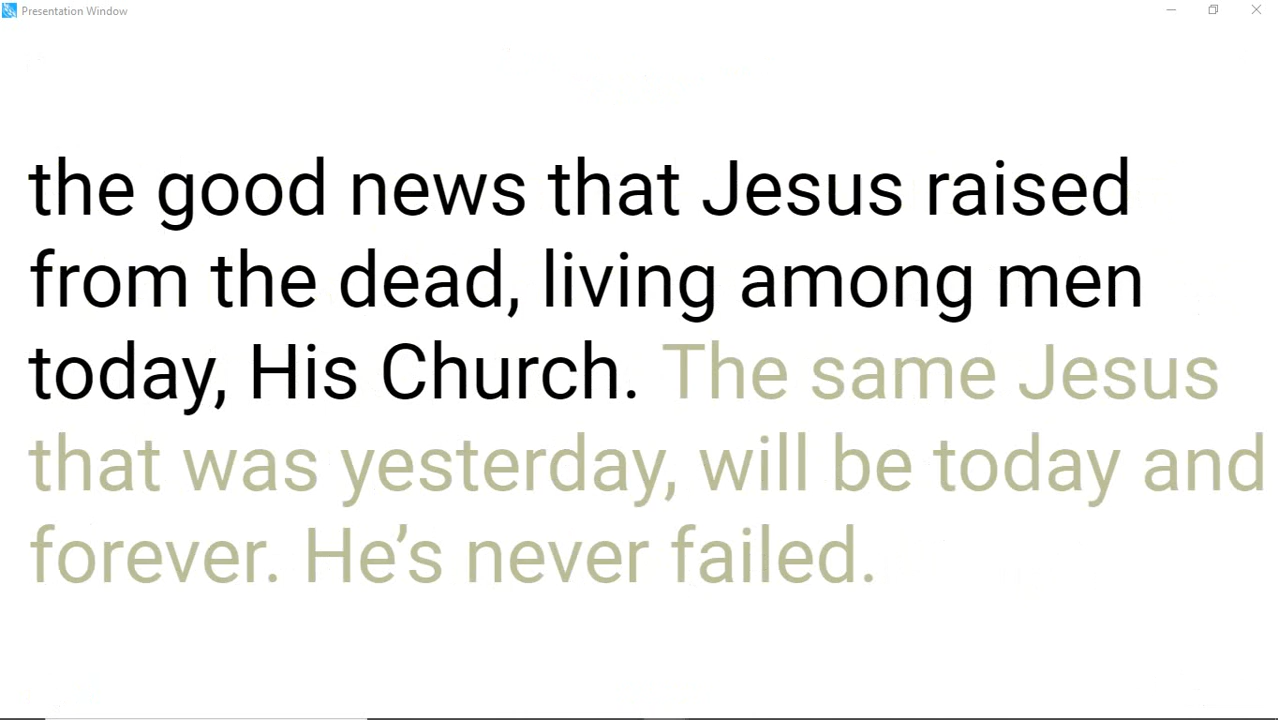 Presentation Window
the good news that Jesus raised
from the dead, living among men
today, His Church. The same Jesus
that was yesterday, will be today and
forever. He’s never failed.